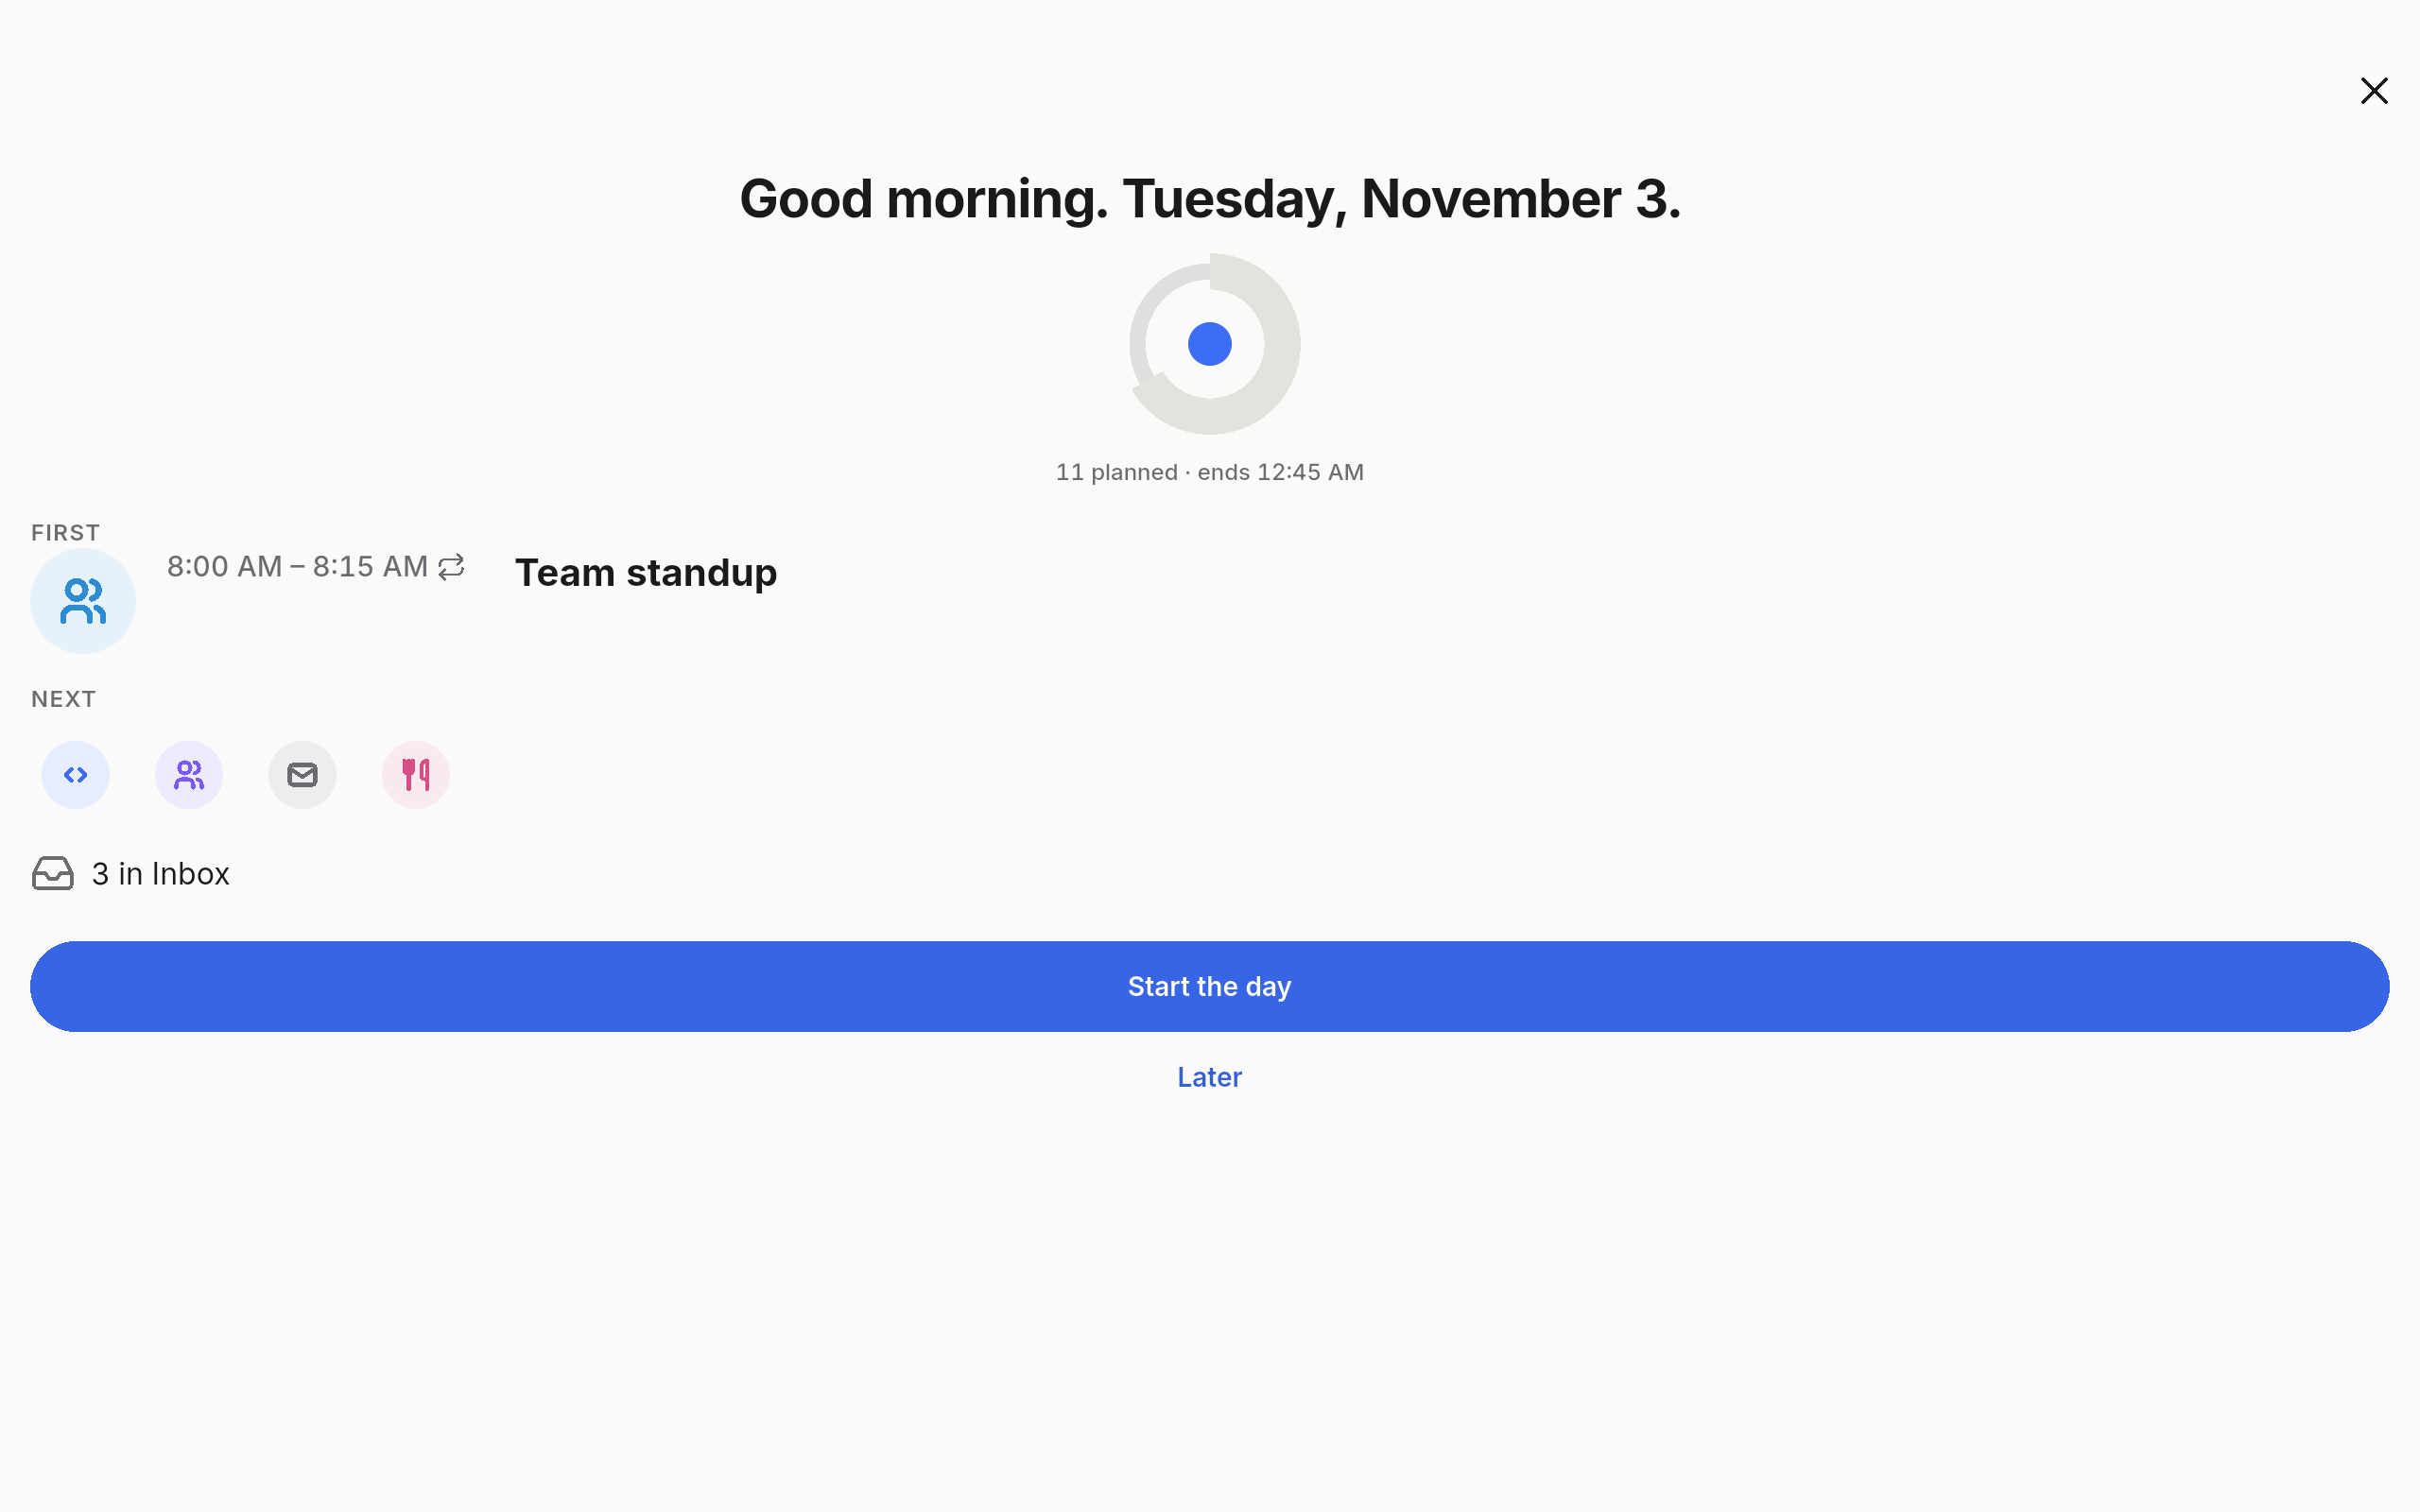 Good morning. Tuesday, November 3.
11 planned · ends 12:45 AM
FIRST
8:00 AM – 8:15 AM
Team standup
NEXT
3 in Inbox
Start the day
Later